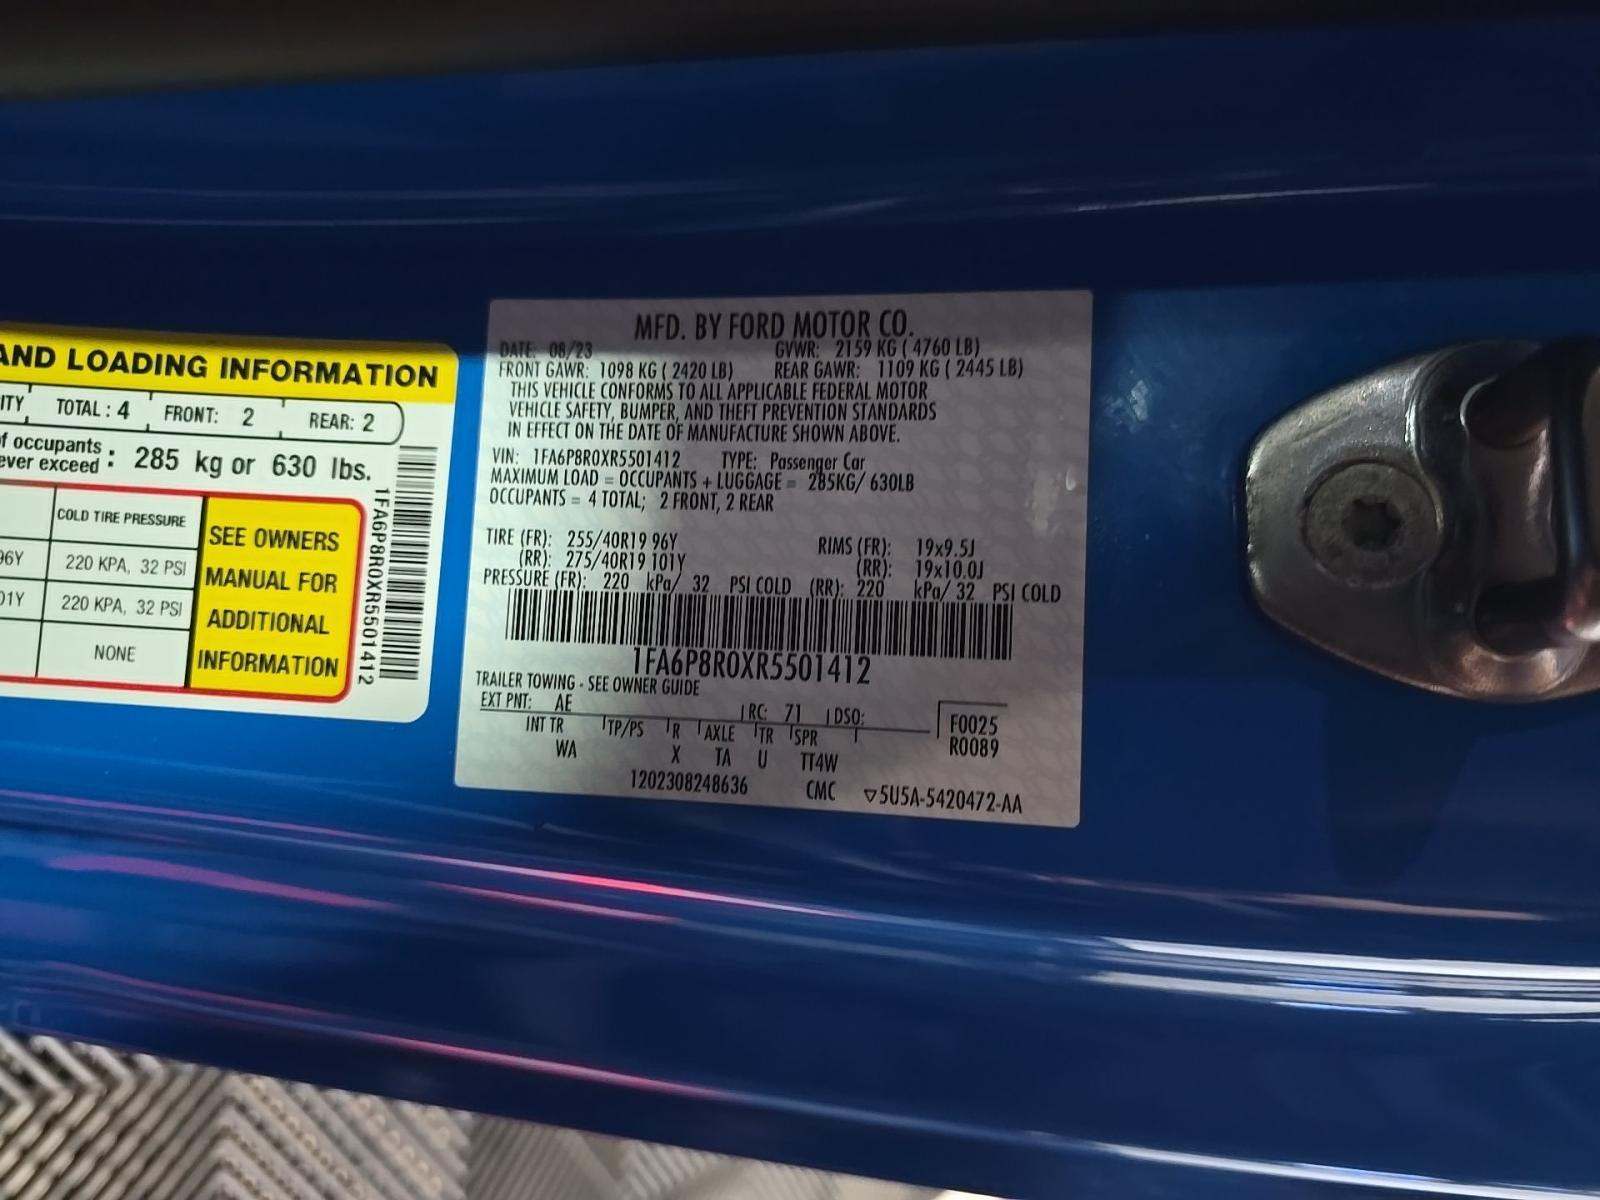 AND LOADING INFORMATION
ITY TOTAL : 4 FRONT: 2 REAR: 2
of occupants
ever exceed : 285 kg or 630 lbs.
COLD TIRE PRESSURE
96Y 220 KPA, 32 PSI
01Y 220 KPA, 32 PSI
NONE
SEE OWNERS
MANUAL FOR
ADDITIONAL
INFORMATION
1FA6P8R0XR5501412
MFD. BY FORD MOTOR CO.
DATE: 08/23 GVWR: 2159 KG ( 4760 LB)
FRONT GAWR: 1098 KG ( 2420 LB) REAR GAWR: 1109 KG ( 2445 LB)
THIS VEHICLE CONFORMS TO ALL APPLICABLE FEDERAL MOTOR
VEHICLE SAFETY, BUMPER, AND THEFT PREVENTION STANDARDS
IN EFFECT ON THE DATE OF MANUFACTURE SHOWN ABOVE.
VIN: 1FA6P8R0XR5501412 TYPE: Passenger Car
MAXIMUM LOAD = OCCUPANTS + LUGGAGE = 285KG/ 630LB
OCCUPANTS = 4 TOTAL; 2 FRONT, 2 REAR
TIRE (FR): 255/40R19 96Y RIMS (FR): 19x9.5J
(RR): 275/40R19 101Y (RR): 19x10.0J
PRESSURE (FR): 220 kPa/ 32 PSI COLD (RR): 220 kPa/ 32 PSI COLD
1FA6P8R0XR5501412
TRAILER TOWING - SEE OWNER GUIDE
EXT PNT: AE RC: 71 DSO: F0025
INT TR TP/PS R AXLE TR SPR R0089
WA X TA U TT4W
1202308248636 CMC ▽5U5A-5420472-AA